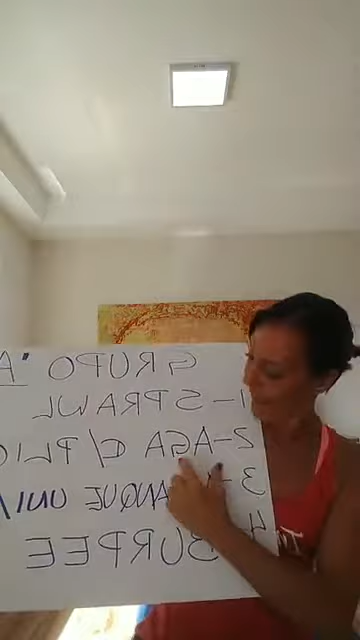 GRUPO "A
1-SPRAWL
2-AGA C/
3-
4 BURPEE